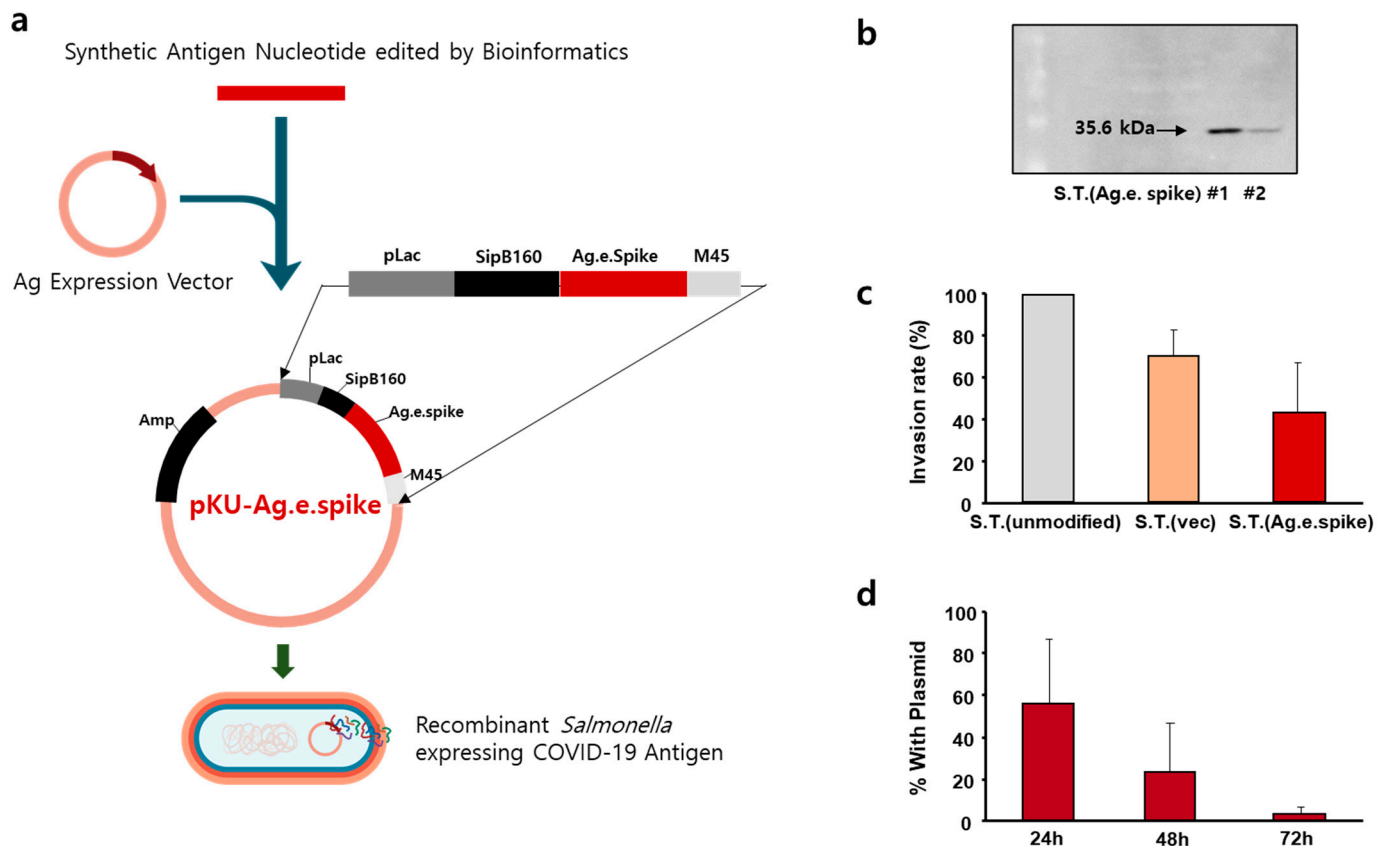 a
Synthetic Antigen Nucleotide edited by Bioinformatics
Ag Expression Vector
pLac SipB160 Ag.e.Spike M45
pLac
SipB160
Ag.e.spike
Amp
M45
pKU-Ag.e.spike
Recombinant Salmonella
expressing COVID-19 Antigen
b
35.6 kDa
S.T.(Ag.e. spike) #1 #2
c
Invasion rate (%)
100
80
60
40
20
0
S.T.(unmodified) S.T.(vec) S.T.(Ag.e.spike)
d
% With Plasmid
100
80
60
40
20
0
24h 48h 72h